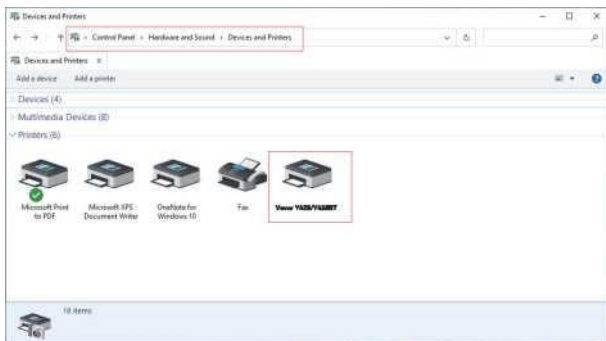 Devices and Printers
Control Panel › Hardware and Sound › Devices and Printers
Devices and Printers
Add a device Add a printer
Devices (4)
Multimedia Devices (8)
Printers (6)
Microsoft Print
to PDF
Microsoft XPS
Document Writer
OneNote for
Windows 10
Fax
18 items